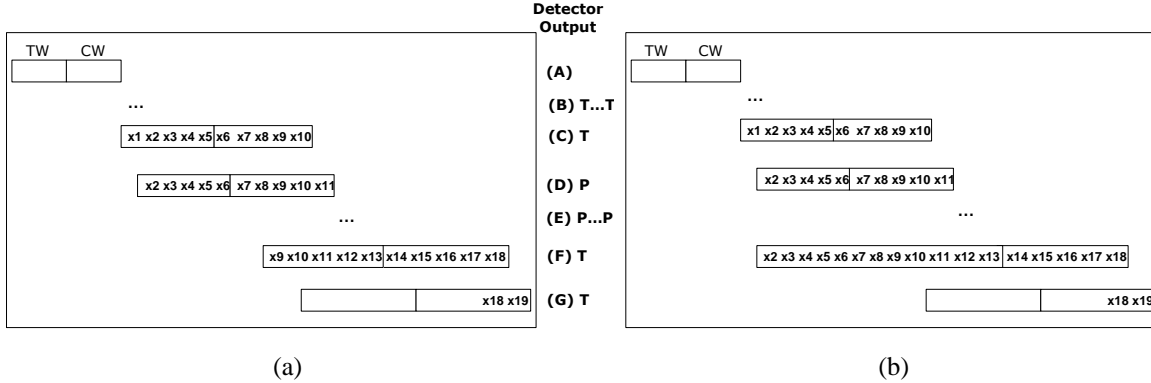 Detector
Output
TW CW
(A)
TW CW
...
(B) T...T
...
x1 x2 x3 x4 x5 x6 x7 x8 x9 x10
(C) T
x1 x2 x3 x4 x5 x6 x7 x8 x9 x10
x2 x3 x4 x5 x6 x7 x8 x9 x10 x11
(D) P
x2 x3 x4 x5 x6 x7 x8 x9 x10 x11
...
(E) P...P
...
x9 x10 x11 x12 x13 x14 x15 x16 x17 x18
(F) T
x2 x3 x4 x5 x6 x7 x8 x9 x10 x11 x12 x13 x14 x15 x16 x17 x18
x18 x19
(G) T
x18 x19
(a)
(b)